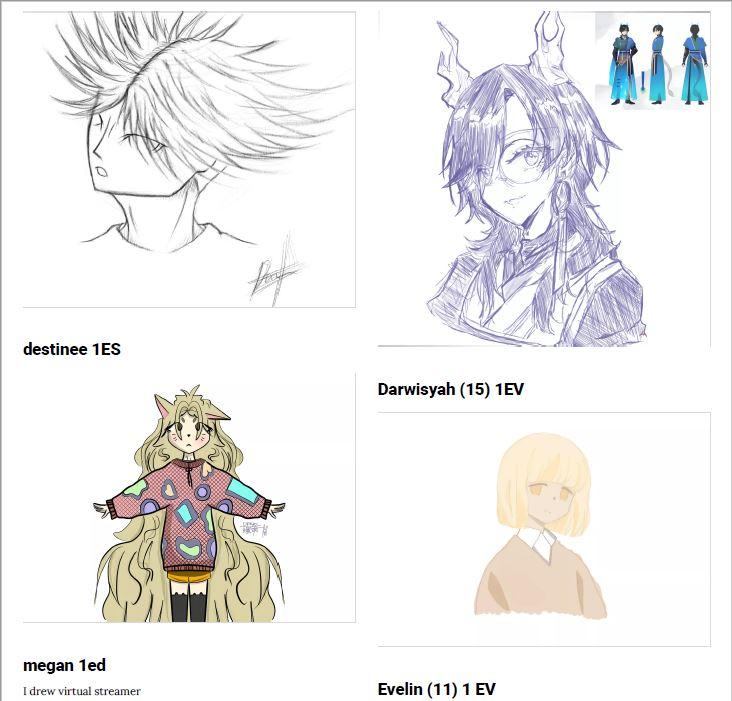 destinee 1ES
Darwisyah (15) 1EV
megan 1ed
I drew virtual streamer
Evelin (11) 1 EV